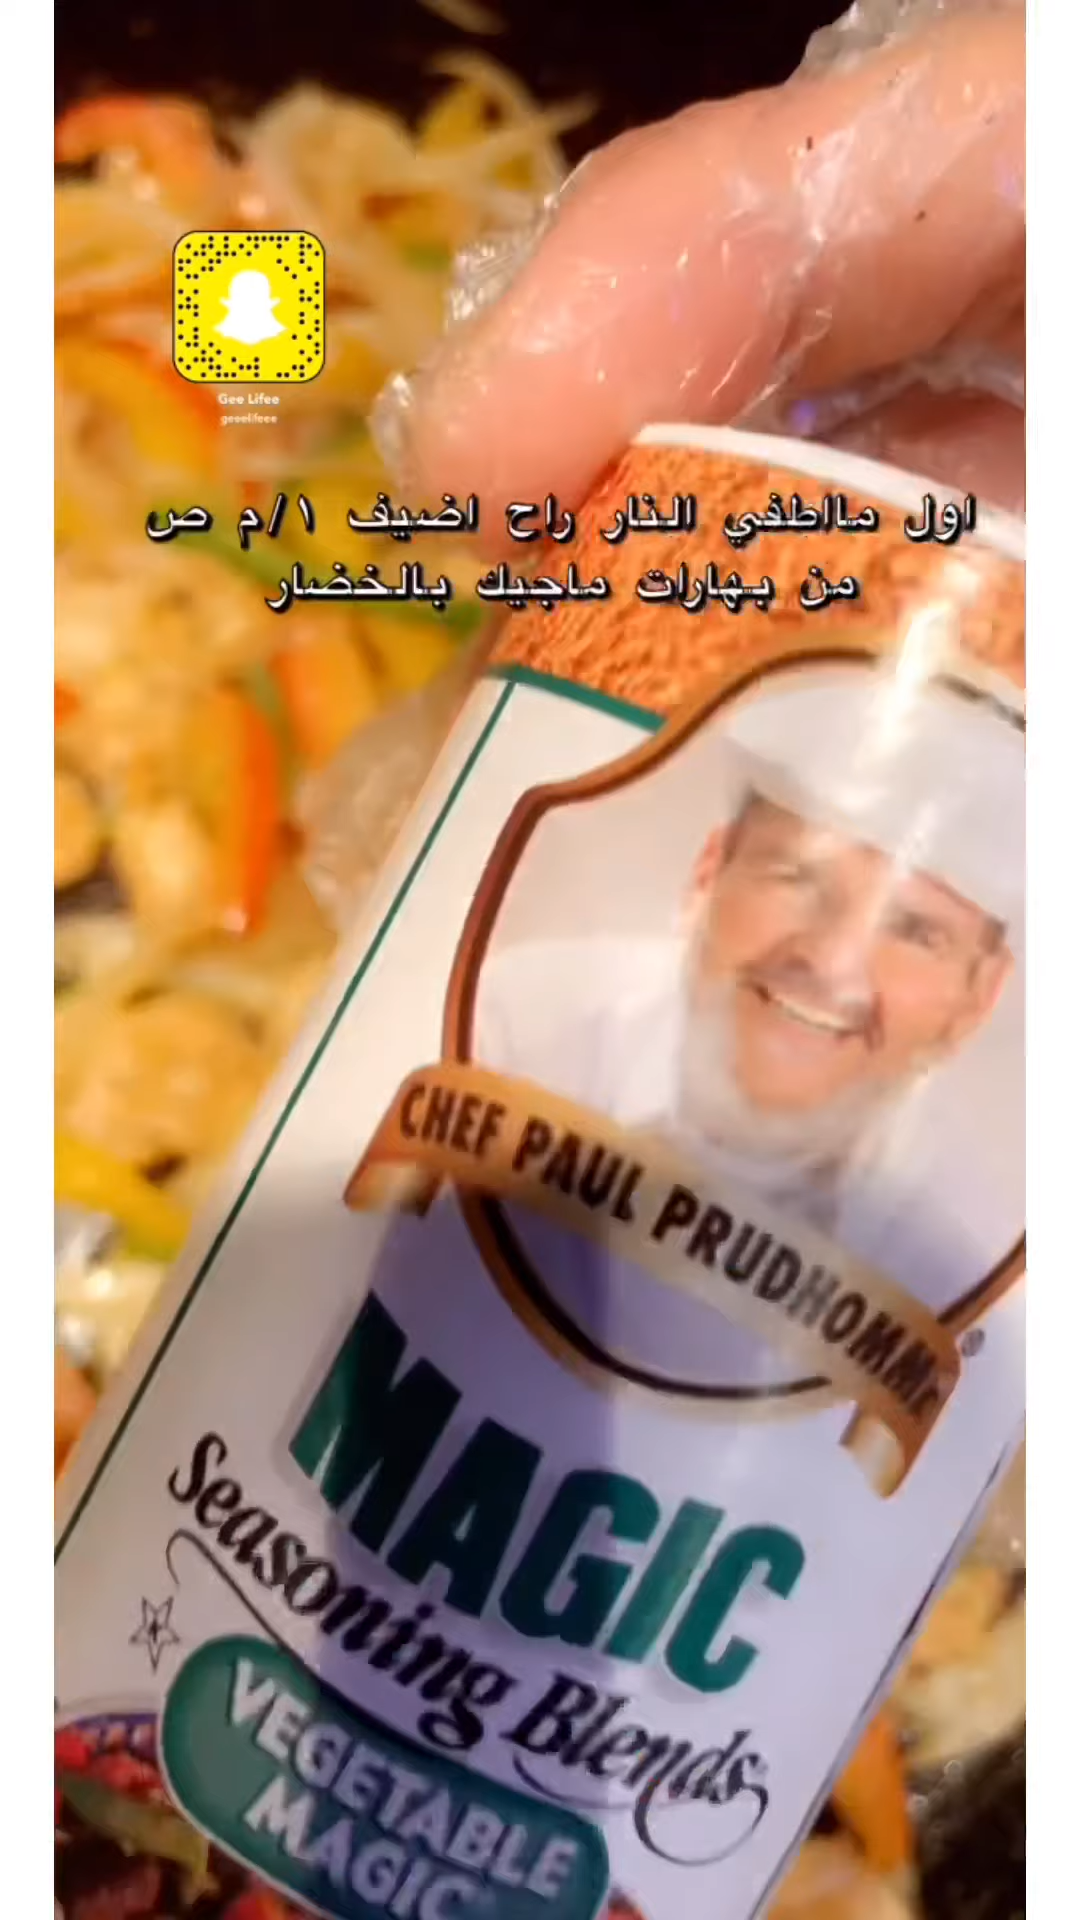 Gee Lifee
geeelifeee
اول مااطفي النار راح اضيف ١/م ص
من بهارات ماجيك بالخضار
CHEF PAUL PRUDHOMME
MAGIC
Seasoning Blends
VEGETABLE
MAGIC